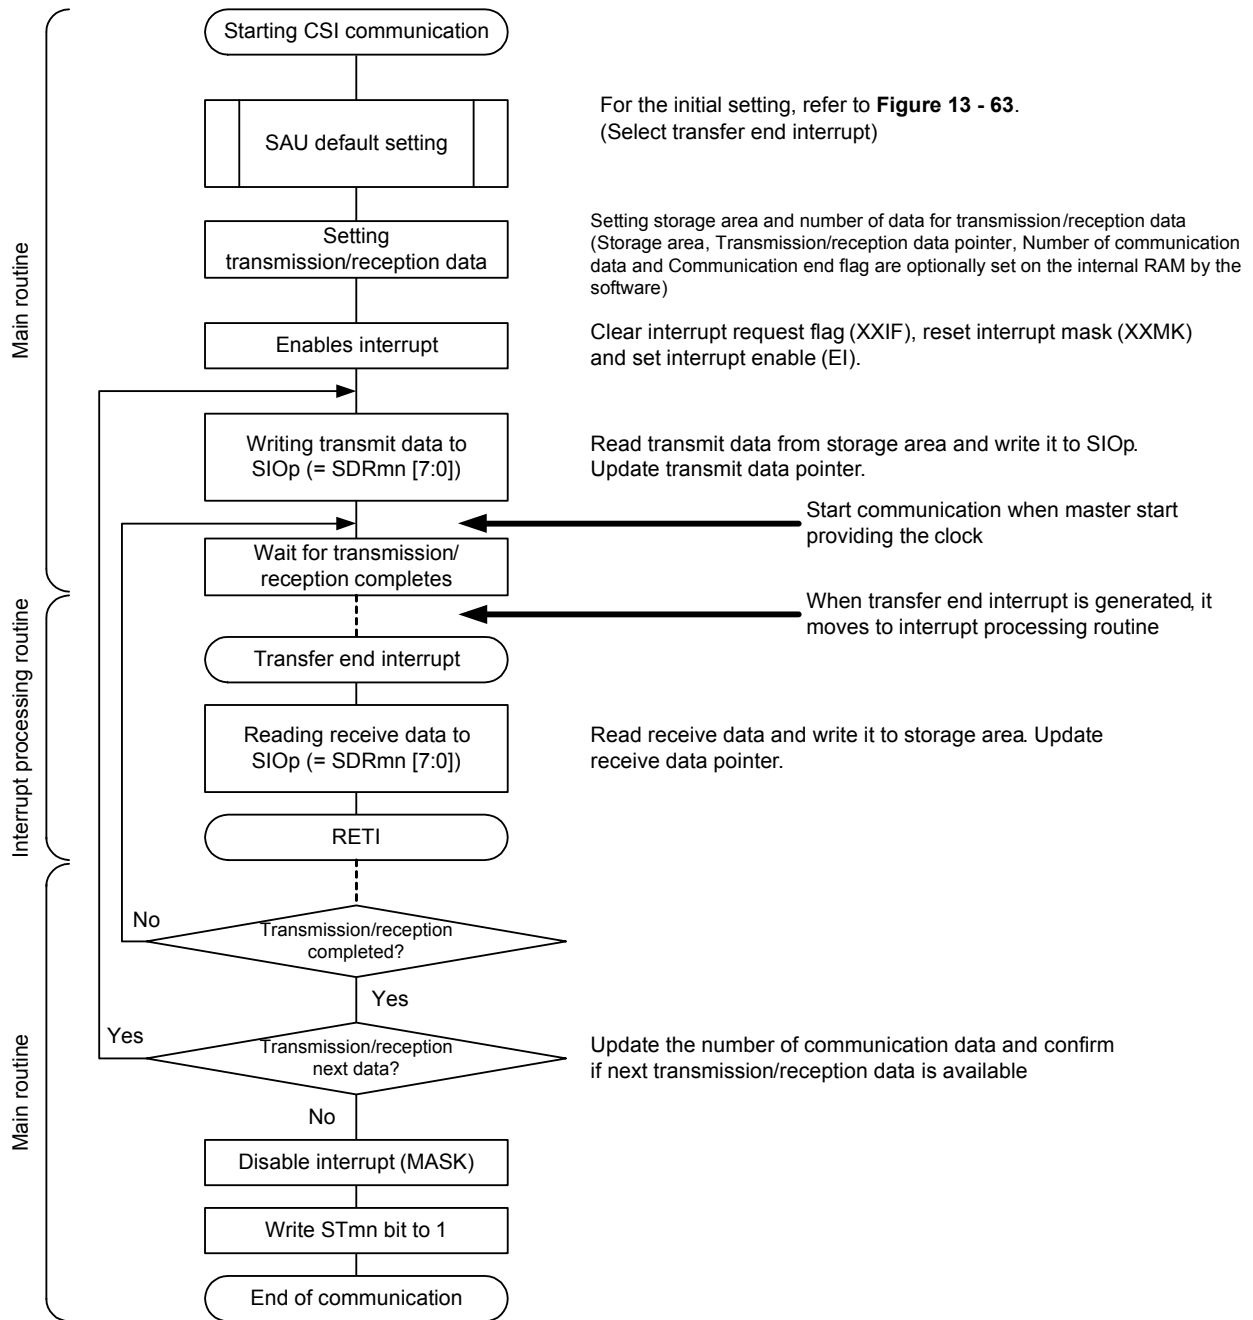 Starting CSI communication
For the initial setting, refer to Figure 13 - 63.
(Select transfer end interrupt)
SAU default setting
Setting storage area and number of data for transmission/reception data
(Storage area, Transmission/reception data pointer, Number of communication
data and Communication end flag are optionally set on the internal RAM by the
software)
Setting
transmission/reception data
Main routine
Clear interrupt request flag (XXIF), reset interrupt mask (XXMK)
and set interrupt enable (EI).
Enables interrupt
Writing transmit data to
SIOp (= SDRmn [7:0])
Read transmit data from storage area and write it to SIOp.
Update transmit data pointer.
Start communication when master start
providing the clock
Wait for transmission/
reception completes
When transfer end interrupt is generated, it
moves to interrupt processing routine
Transfer end interrupt
Interrupt processing routine
Reading receive data to
SIOp (= SDRmn [7:0])
Read receive data and write it to storage area. Update
receive data pointer.
RETI
No
Transmission/reception
completed?
Yes
Yes
Transmission/reception
next data?
Update the number of communication data and confirm
if next transmission/reception data is available
Main routine
No
Disable interrupt (MASK)
Write STmn bit to 1
End of communication